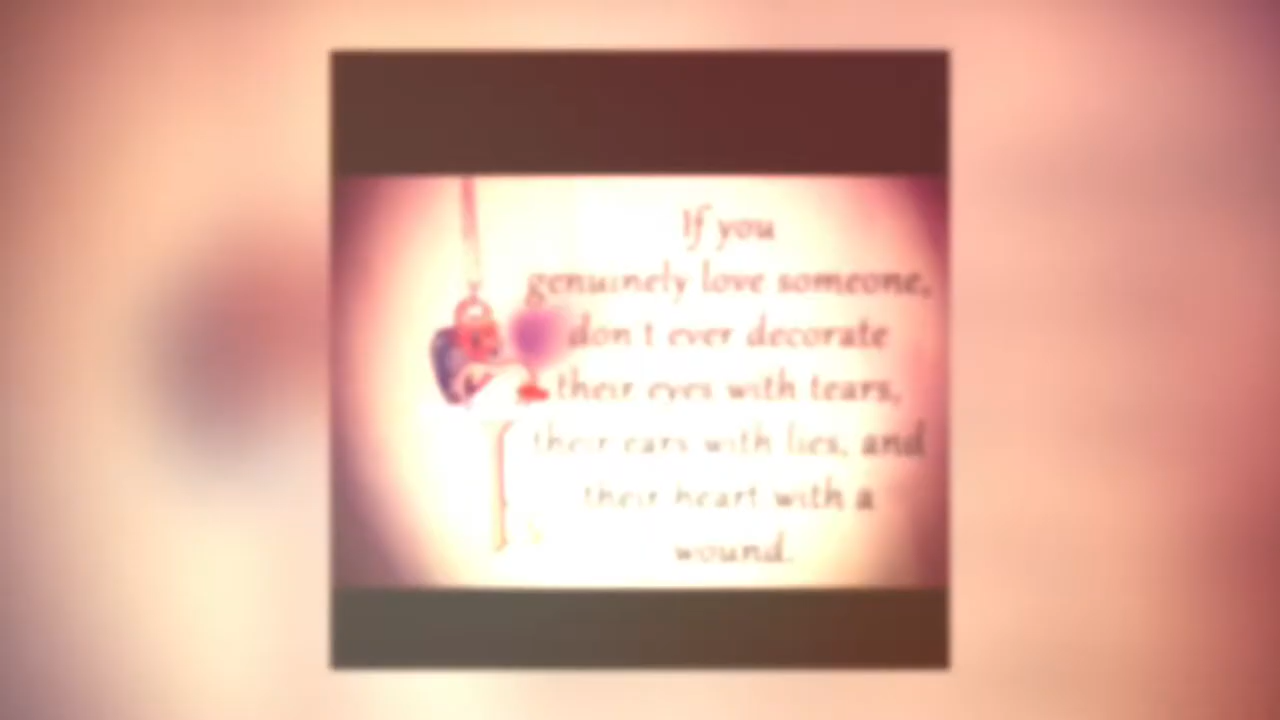 If you
genuinely love someone,
don't ever decorate
their eyes with tears,
their ears with lies, and
their heart with a
wound.